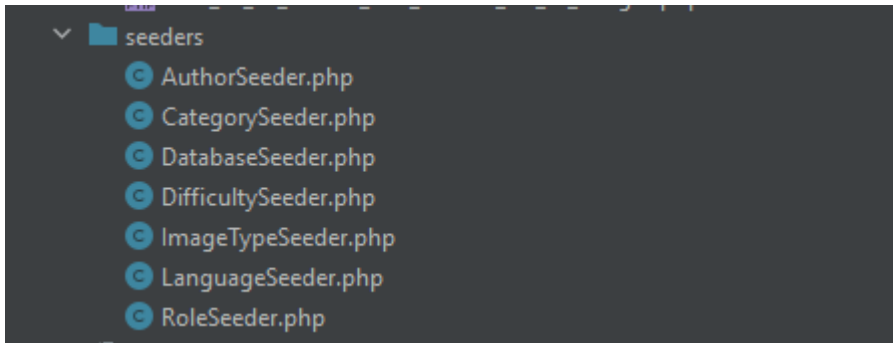 seeders
AuthorSeeder.php
CategorySeeder.php
DatabaseSeeder.php
DifficultySeeder.php
ImageTypeSeeder.php
LanguageSeeder.php
RoleSeeder.php